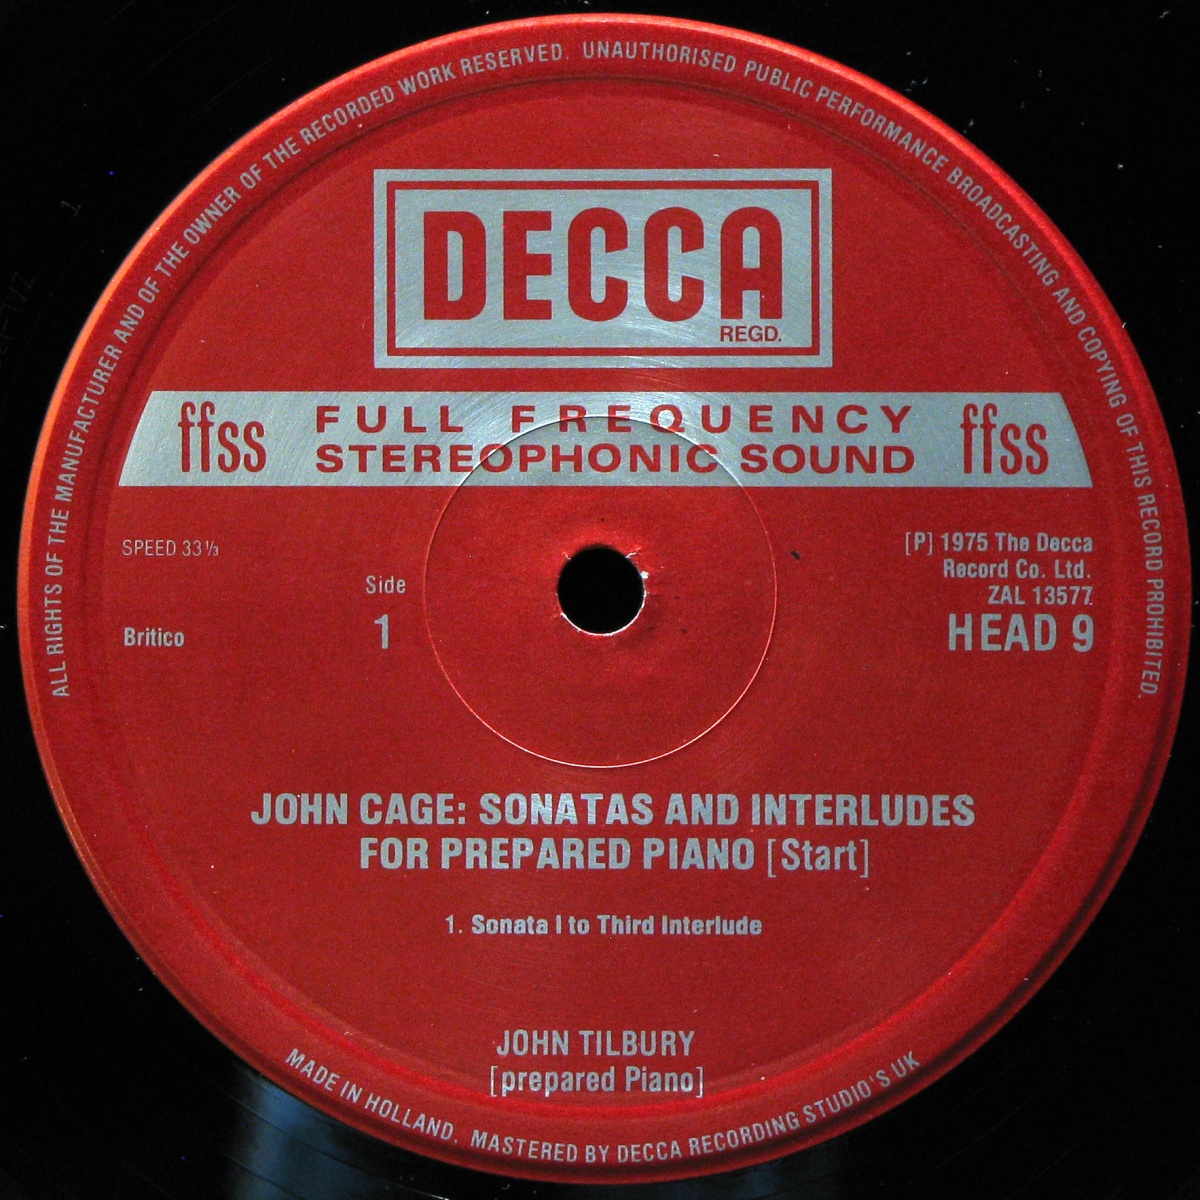 ALL RIGHTS OF THE MANUFACTURER AND OF THE OWNER OF THE RECORDED WORK RESERVED. UNAUTHORISED PUBLIC PERFORMANCE BROADCASTING AND COPYING OF THIS RECORD PROHIBITED.
DECCA
REGD.
ffss FULL FREQUENCY ffss
STEREOPHONIC SOUND
SPEED 33⅓
[P] 1975 The Decca
Record Co. Ltd.
Side
ZAL 13577
Britico
1
HEAD 9
JOHN CAGE: SONATAS AND INTERLUDES
FOR PREPARED PIANO [Start]
1. Sonata I to Third Interlude
JOHN TILBURY
[prepared Piano]
MADE IN HOLLAND. MASTERED BY DECCA RECORDING STUDIO'S UK